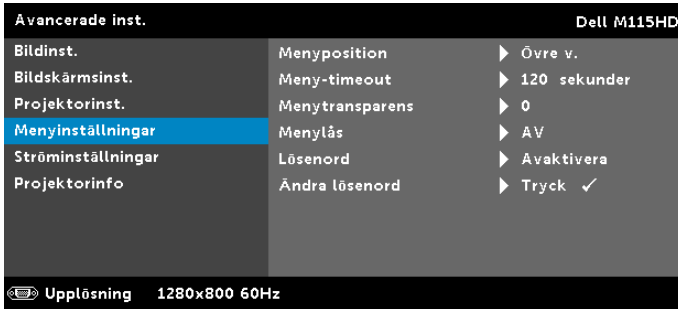 Avancerade inst. Dell M115HD
Bildinst. Menyposition Övre v.
Bildskärmsinst. Meny-timeout 120 sekunder
Projektorinst. Menytransparens 0
Menyinställningar Menylås AV
Ströminställningar Lösenord Avaktivera
Projektorinfo Ändra lösenord Tryck ✓
Upplösning 1280x800 60Hz